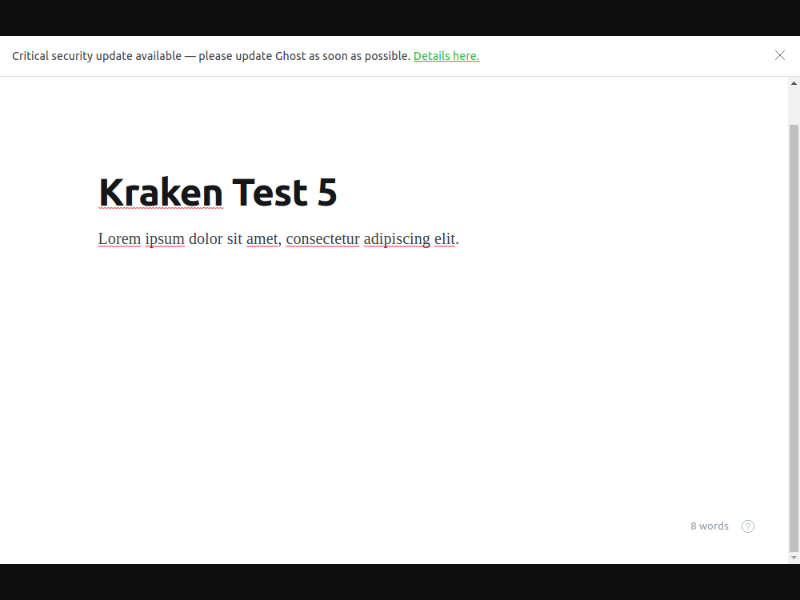 Critical security update available — please update Ghost as soon as possible. Details here.
Kraken Test 5
Lorem ipsum dolor sit amet, consectetur adipiscing elit.
8 words